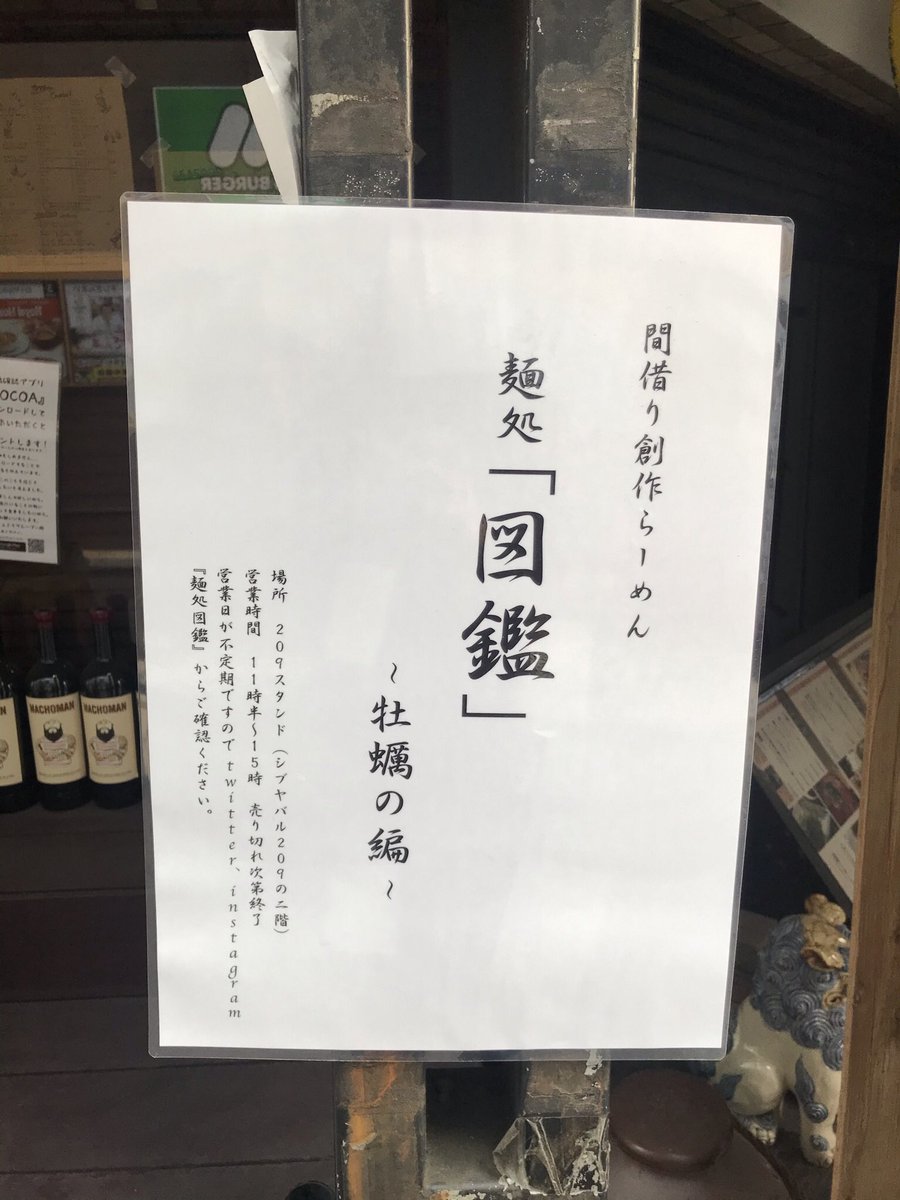 間借り創作らーめん
麺処「図鑑」
～牡蠣の編～
場所　209スタンド（シブヤバル209の二階）
営業時間　11時半～15時　売り切れ次第終了
営業日が不定期ですのでtwitter、instagram
『麺処図鑑』からご確認ください。
BURGER
COCOA』
MACHOMAN
MACHOMAN